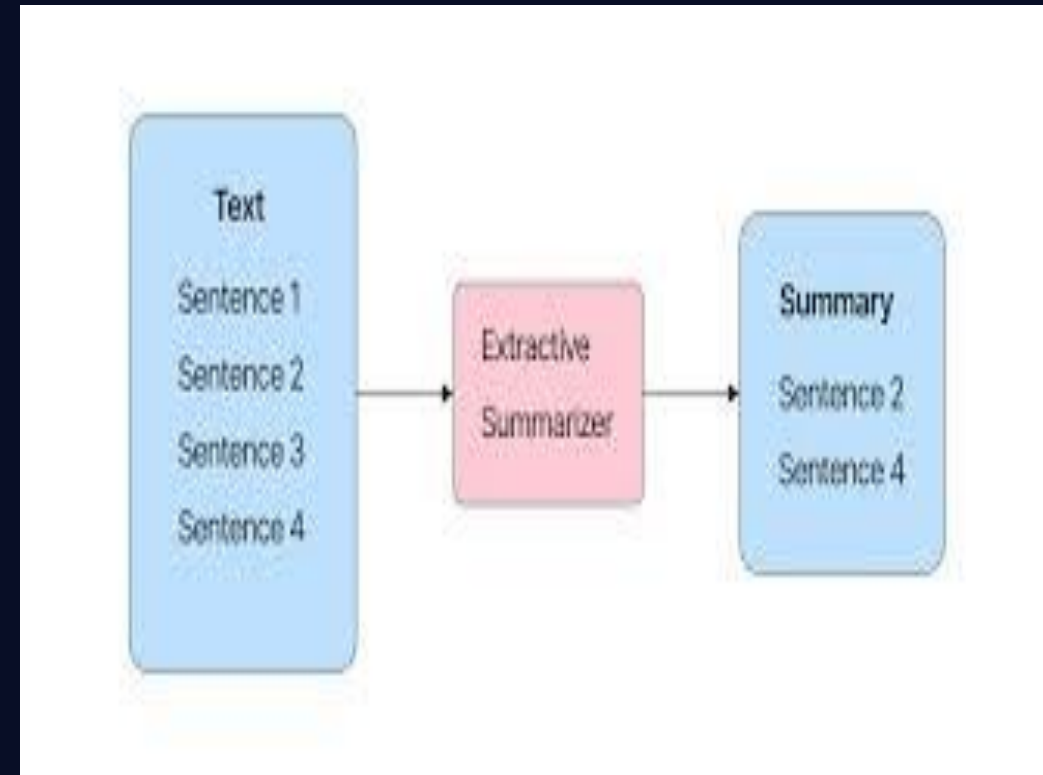 Text
Sentence 1
Sentence 2
Sentence 3
Sentence 4
Extractive
Summarizer
Summary
Sentence 2
Sentence 4